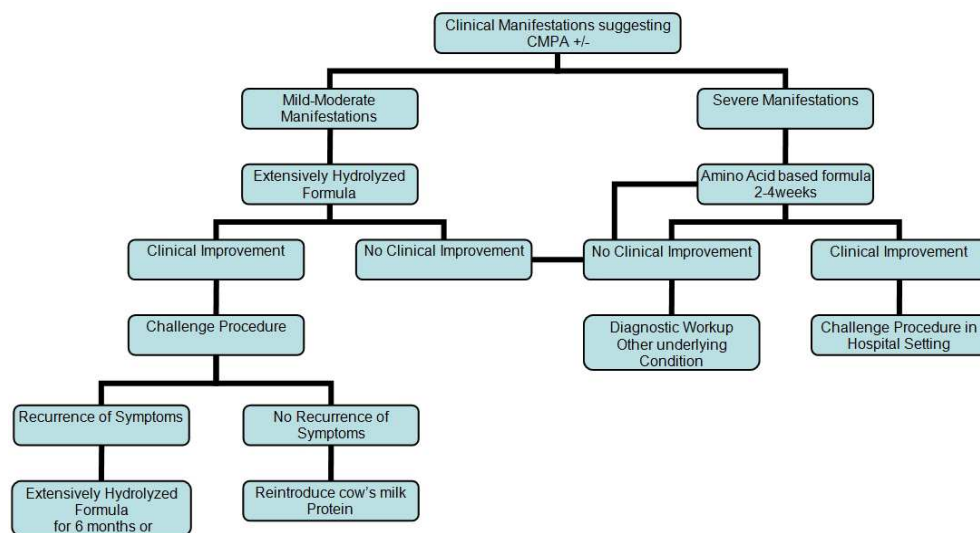 Clinical Manifestations suggesting
CMPA +/-
Mild-Moderate
Manifestations
Severe Manifestations
Extensively Hydrolyzed
Formula
Amino Acid based formula
2-4weeks
Clinical Improvement
No Clinical Improvement
No Clinical Improvement
Clinical Improvement
Challenge Procedure
Diagnostic Workup
Other underlying
Condition
Challenge Procedure in
Hospital Setting
Recurrence of Symptoms
No Recurrence of
Symptoms
Extensively Hydrolyzed
Formula
for 6 months or
Reintroduce cow's milk
Protein